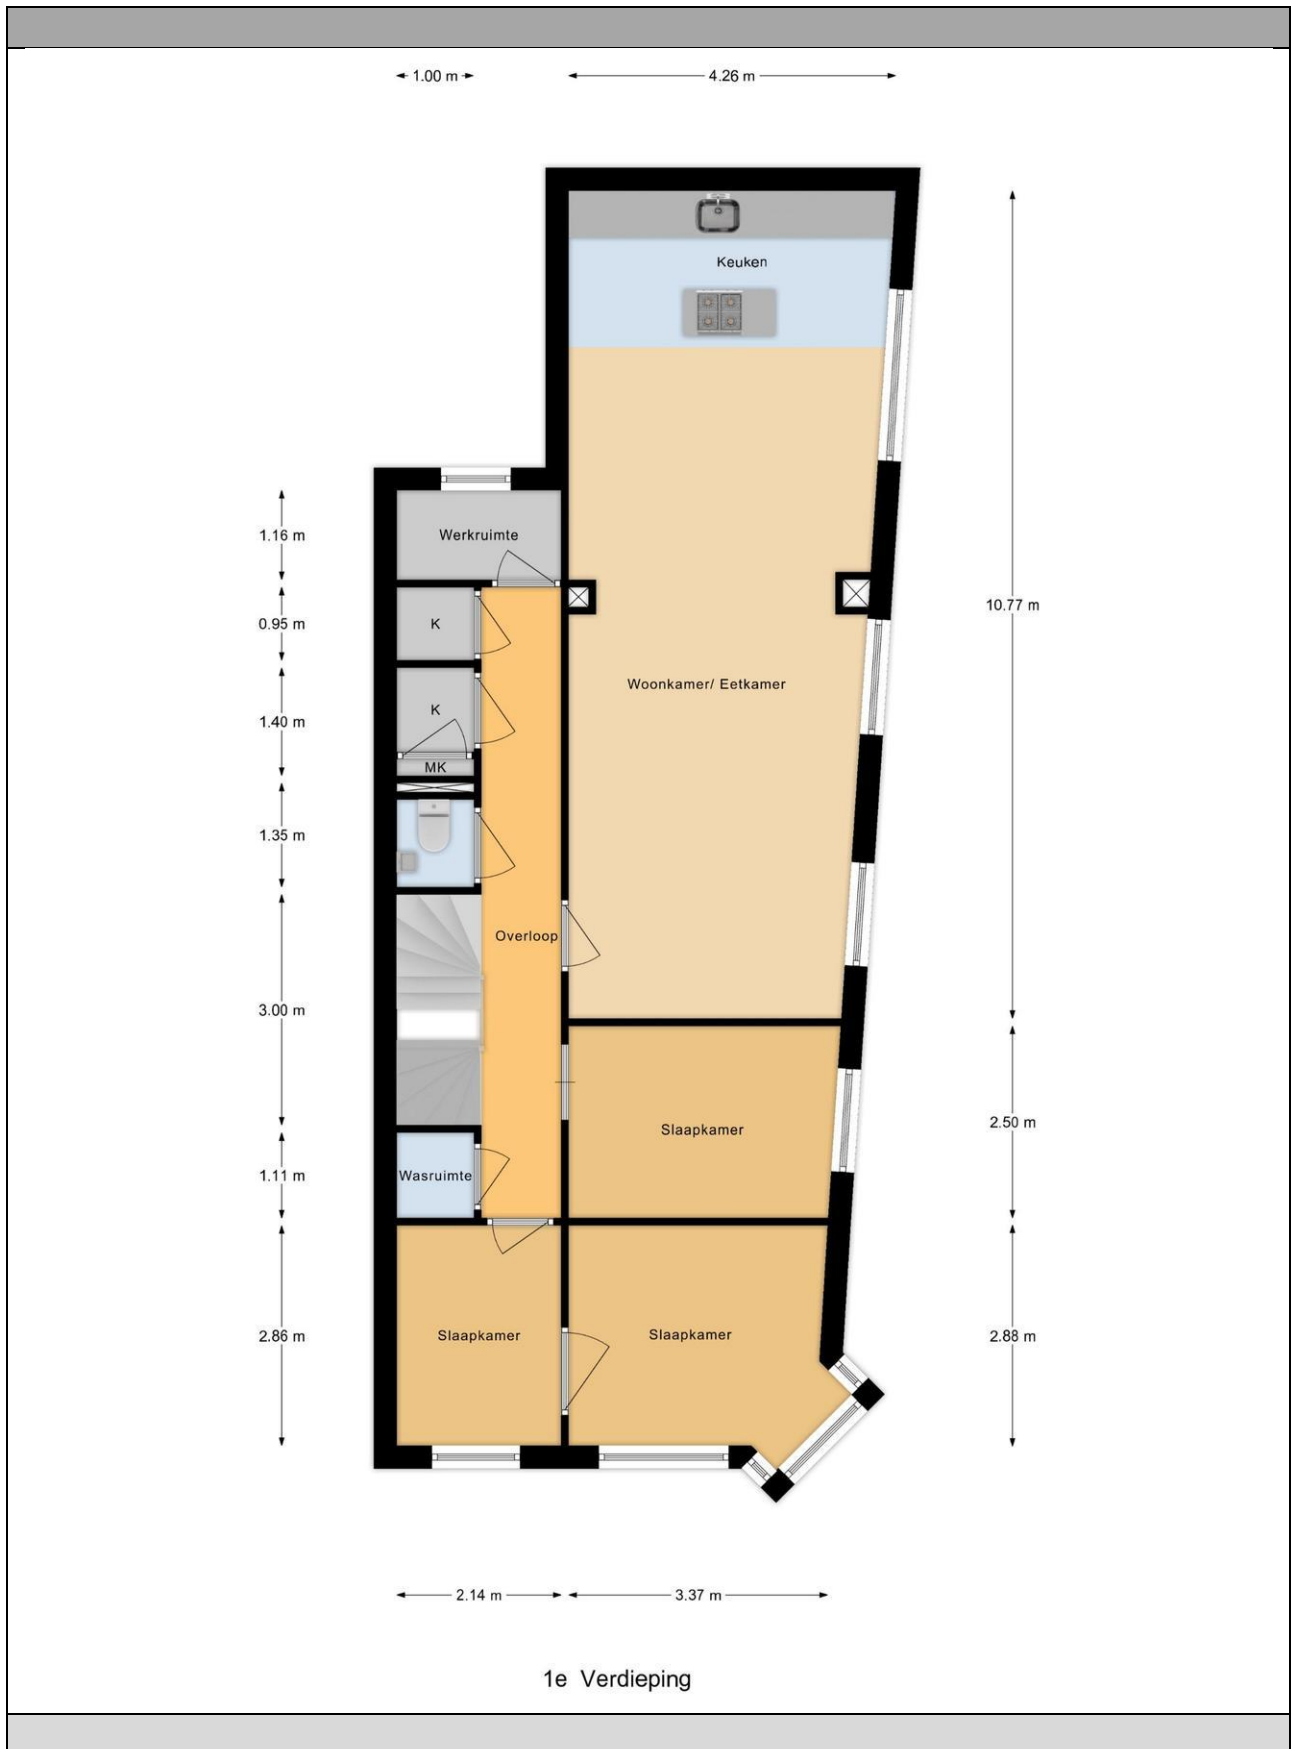 1.00 m
4.26 m
Keuken
Werkruimte
1.16 m
10.77 m
K
0.95 m
Woonkamer/ Eetkamer
K
1.40 m
MK
1.35 m
Overloop
3.00 m
2.50 m
Slaapkamer
1.11 m
Wasruimte
2.86 m
Slaapkamer
Slaapkamer
2.88 m
2.14 m
3.37 m
1e Verdieping